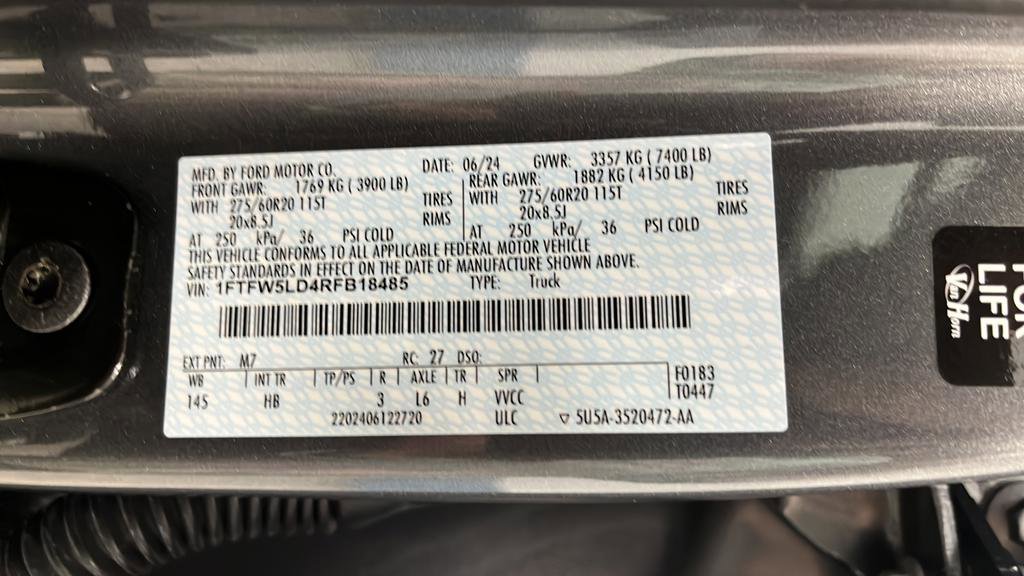 MFD. BY FORD MOTOR CO. DATE: 06/24 GVWR: 3357 KG ( 7400 LB)
FRONT GAWR: 1769 KG ( 3900 LB) REAR GAWR: 1882 KG ( 4150 LB)
WITH 275/60R20 115T TIRES WITH 275/60R20 115T TIRES
20x8.5J RIMS 20x8.5J RIMS
AT 250 kPa/ 36 PSI COLD AT 250 kPa/ 36 PSI COLD
THIS VEHICLE CONFORMS TO ALL APPLICABLE FEDERAL MOTOR VEHICLE
SAFETY STANDARDS IN EFFECT ON THE DATE OF MANUFACTURE SHOWN ABOVE.
VIN: 1FTFW5LD4RFB18485 TYPE: Truck
EXT PNT: M7 RC: 27 DSO:
WB INT TR TP/PS R AXLE TR SPR F0183
145 HB 3 L6 H VVCC T0447
2202406122720 ULC ▽ 5U5A-3520472-AA
FOR
LIFE
Van Horn